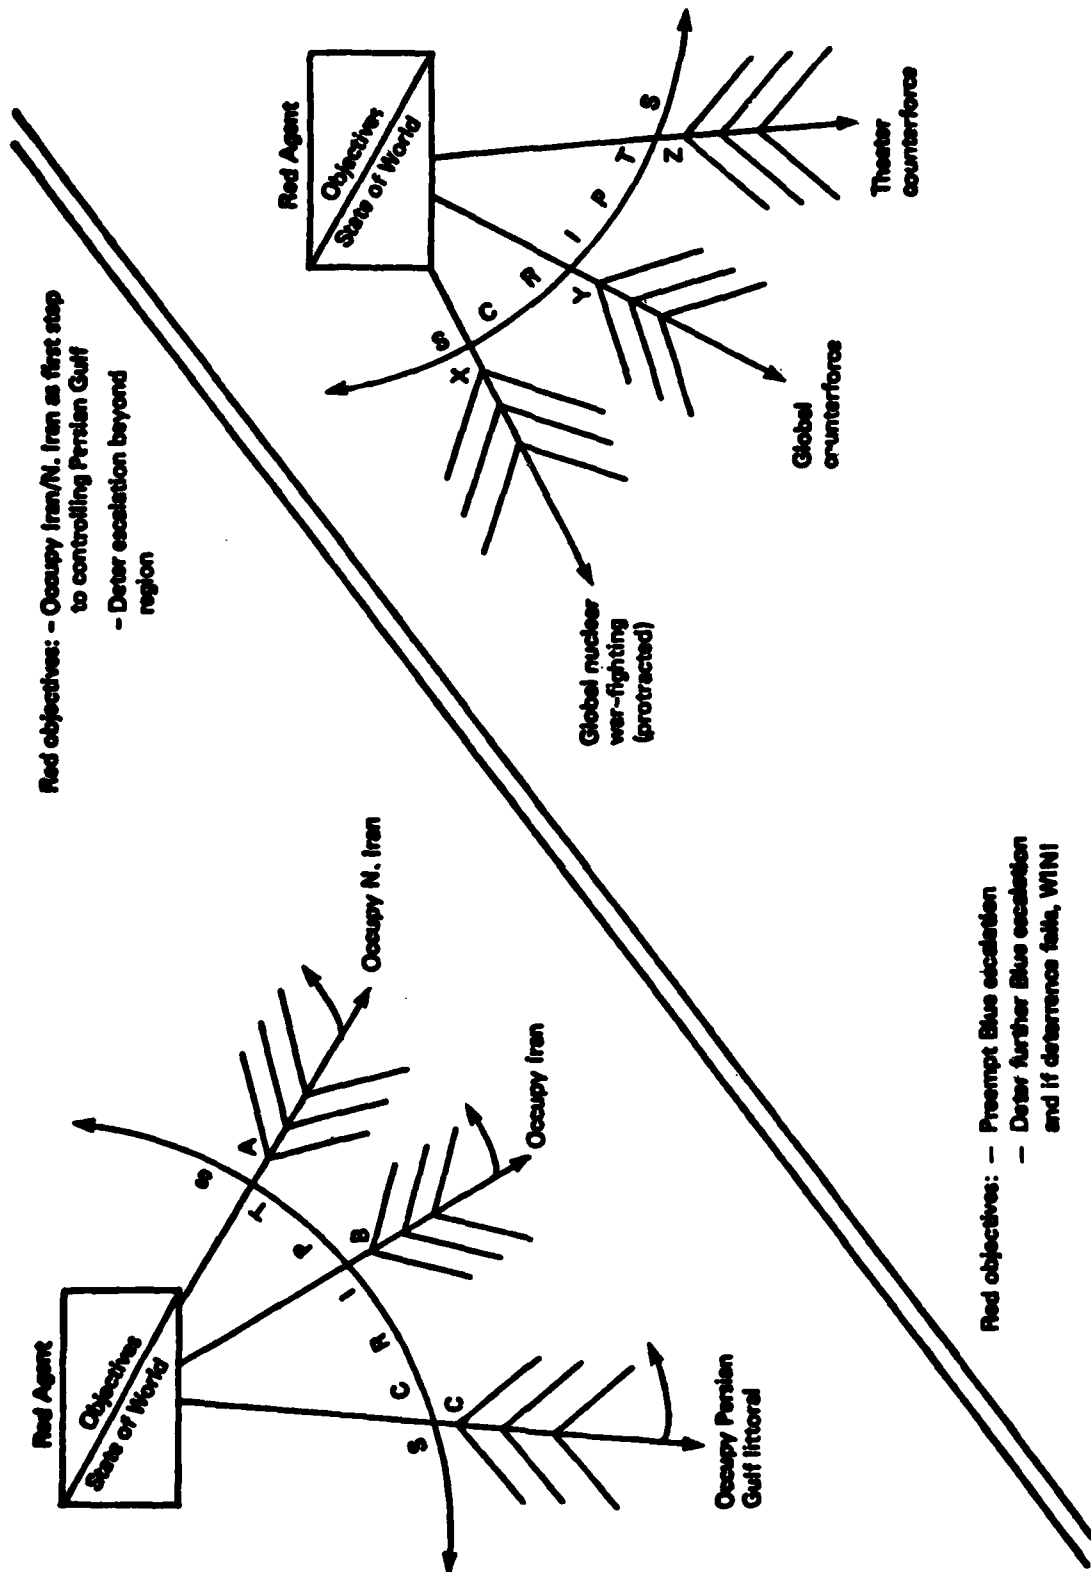 Red Agent
Objectives
State of World
S C R I P T S
A
B
C
Occupy N. Iran
Occupy Iran
Occupy Persian
Gulf littoral
Red objectives: - Occupy Iran/N. Iran as first step
to controlling Persian Gulf
- Deter escalation beyond
region
Red Agent
Objectives
State of World
S C R I P T S
X
Y
Z
Global nuclear
war-fighting
(protracted)
Global
crunterforce
Theater
counterforce
Red objectives: - Preempt Blue escalation
- Deter further Blue escalation
and if deterrence fails, WIN!